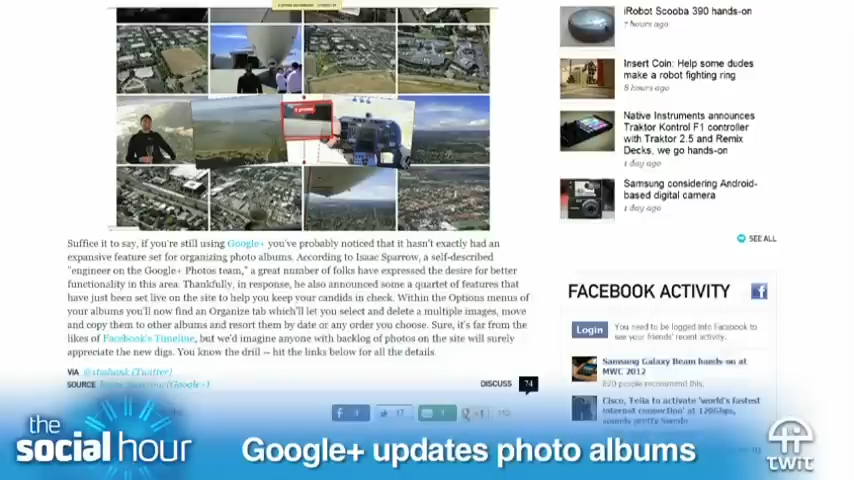 iRobot Scooba 390 hands-on
7 hours ago
Insert Coin: Help some dudes
make a robot fighting ring
8 hours ago
Native Instruments announces
Traktor Kontrol F1 controller
with Traktor 2.5 and Remix
Decks, we go hands-on
1 day ago
Samsung considering Android-
based digital camera
1 day ago
SEE ALL
Suffice it to say, if you're still using Google+ you've probably noticed that it hasn't exactly had an
expansive feature set for organizing photo albums. According to Isaac Sparrow, a self-described
"engineer on the Google+ Photos team," a great number of folks have expressed the desire for better
functionality in this area. Thankfully, in response, he also announced some a quartet of features that
have just been set live on the site to help you keep your candids in check. Within the Options menus of
your albums you'll now find an Organize tab which'll let you select and delete a multiple images, move
and copy them to other albums and resort them by date or any order you choose. Sure, it's far from the
likes of Facebook's Timeline, but we'd imagine anyone with backlog of photos on the site will surely
appreciate the new digs. You know the drill -- hit the links below for all the details.
VIA
(Twitter)
SOURCE
(Google+)
DISCUSS 74
FACEBOOK ACTIVITY
Login
You need to be logged into Facebook to
see your friends' recent activity.
Samsung Galaxy Beam hands-on at
MWC 2012
820 people recommend this.
Cisco, Telia to activate 'world's fastest
internet connection' at 120Gbps,
sounds pretty Swede
17
the
social hour
Google+ updates photo albums
TWiT